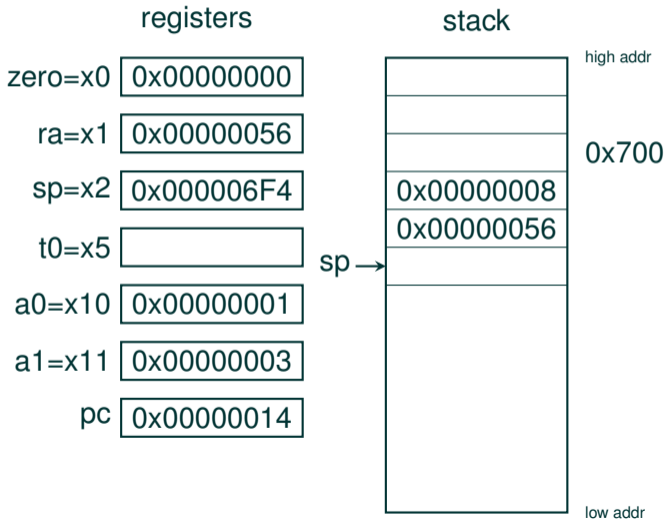 registers
zero=x0 0x00000000
ra=x1 0x00000056
sp=x2 0x000006F4
t0=x5
a0=x10 0x00000001
a1=x11 0x00000003
pc 0x00000014
stack
high addr
0x700
0x00000008
0x00000056
sp
low addr